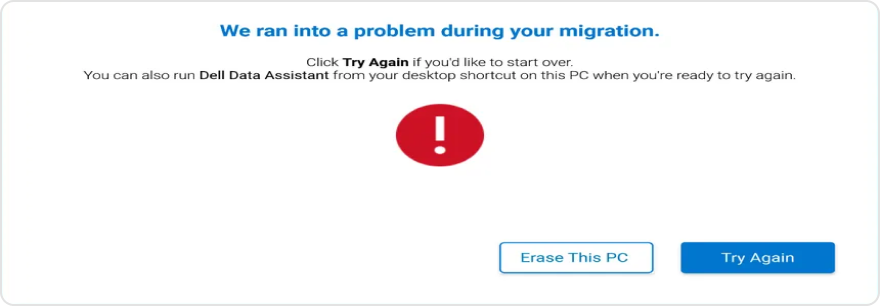 We ran into a problem during your migration.
Click Try Again if you'd like to start over.
You can also run Dell Data Assistant from your desktop shortcut on this PC when you're ready to try again.
!
Erase This PC
Try Again